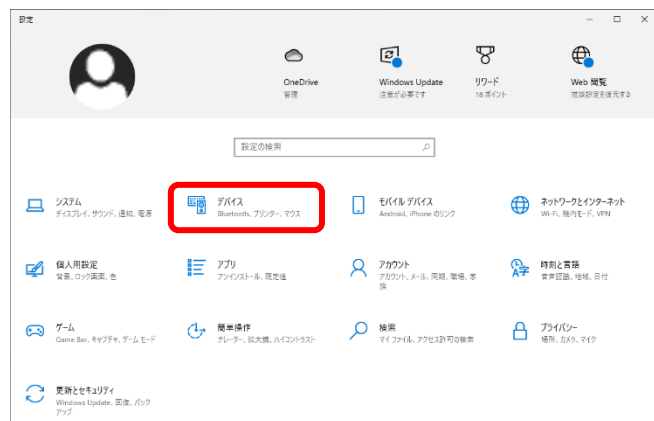 設定
OneDrive
管理
Windows Update
注意が必要です
リワード
18 ポイント
Web 閲覧
推奨設定を復元する
設定の検索
システム
ディスプレイ、サウンド、通知、電源
デバイス
Bluetooth、プリンター、マウス
モバイル デバイス
Android、iPhone のリンク
ネットワークとインターネット
Wi-Fi、機内モード、VPN
個人用設定
背景、ロック画面、色
アプリ
アンインストール、既定値
アカウント
アカウント、メール、同期、職場、家
族
時刻と言語
音声認識、地域、日付
ゲーム
Game Bar、キャプチャ、ゲーム モード
簡単操作
ナレーター、拡大鏡、ハイコントラスト
検索
マイ ファイル、アクセス許可の検索
プライバシー
場所、カメラ、マイク
更新とセキュリティ
Windows Update、回復、バック
アップ